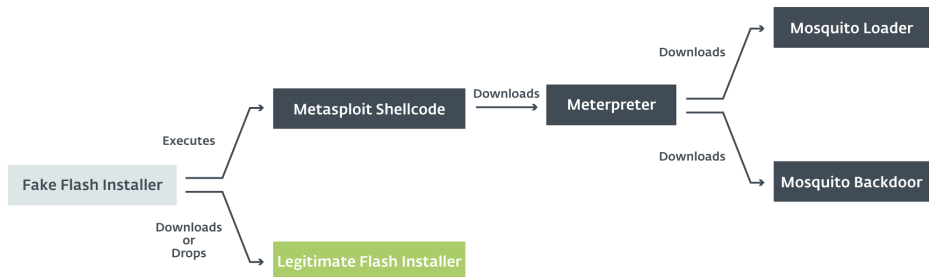 Mosquito Loader
Downloads
Downloads
Metasploit Shellcode
Meterpreter
Executes
Downloads
Fake Flash Installer
Mosquito Backdoor
Downloads
or
Drops
Legitimate Flash Installer